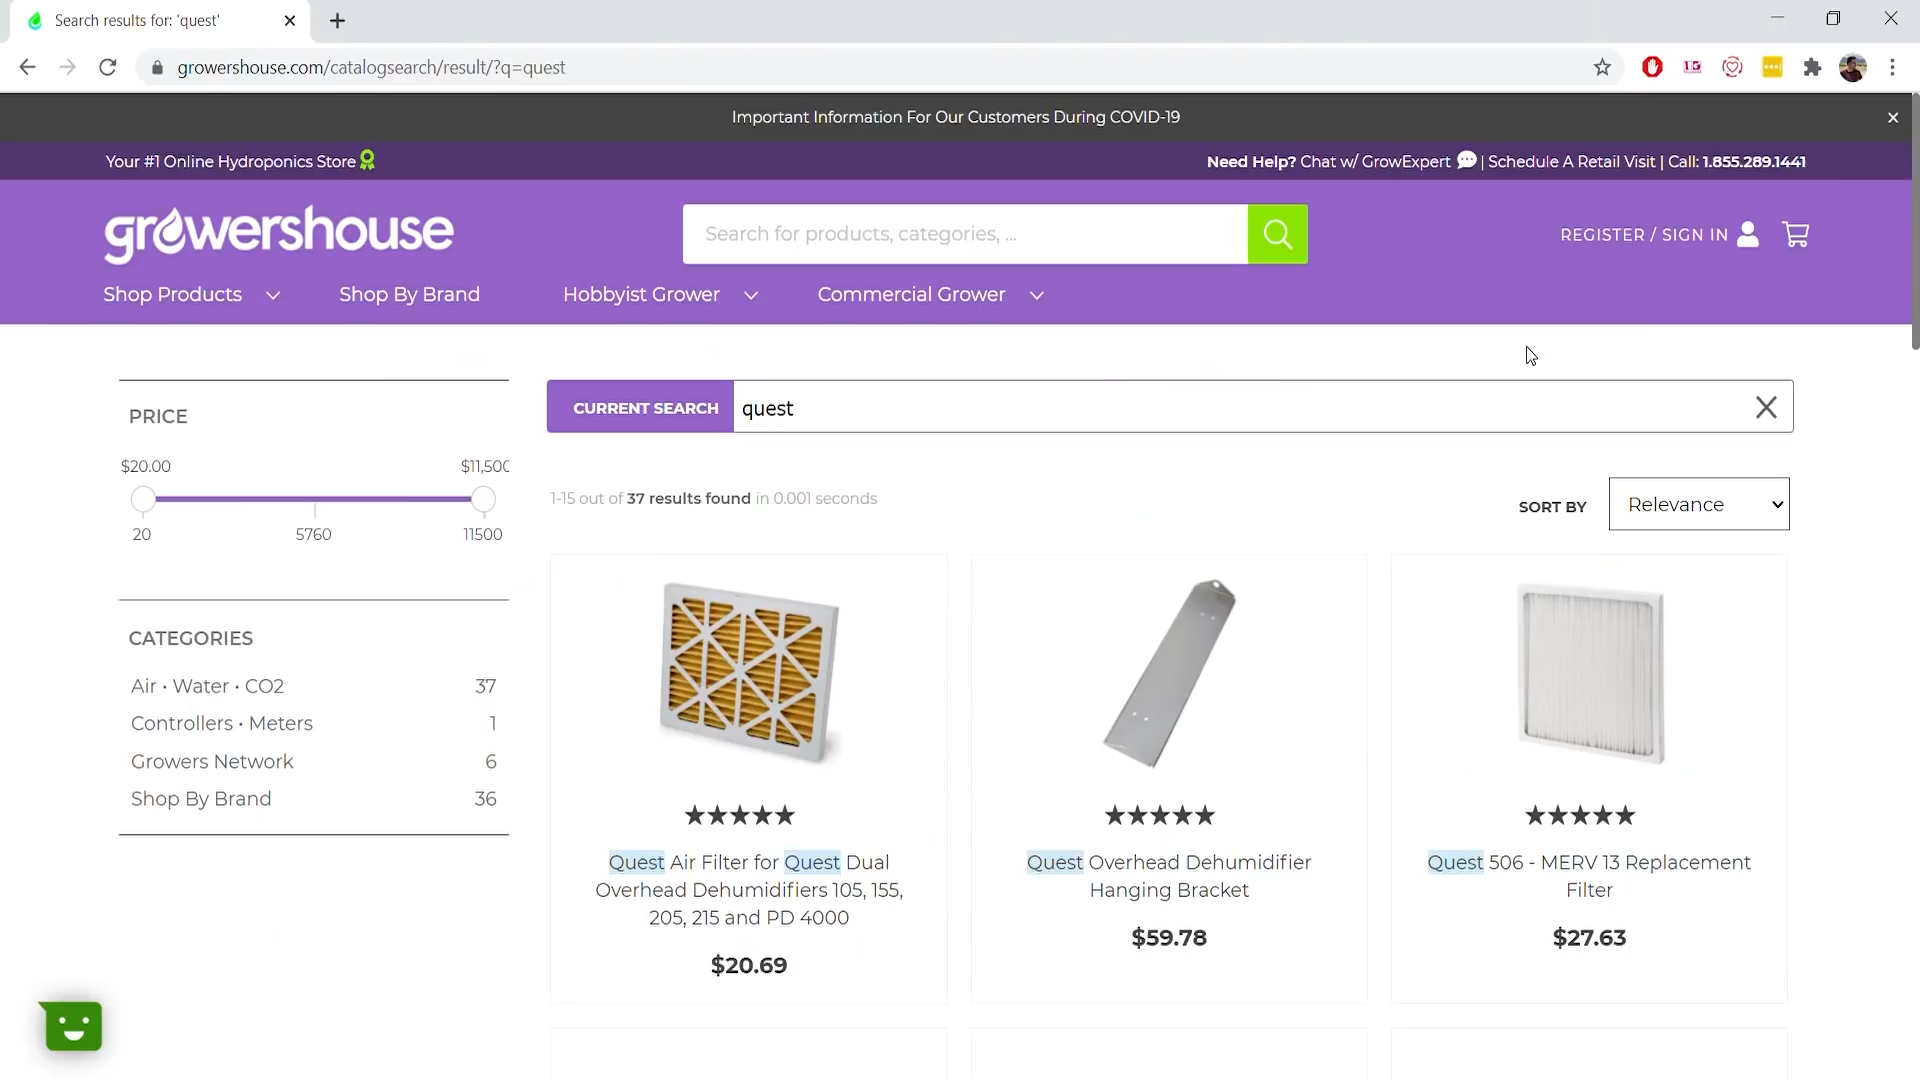 Search results for: 'quest'
growershouse.com/catalogsearch/result/?q=quest
Important Information For Our Customers During COVID-19
Your #1 Online Hydroponics Store
Need Help? Chat w/ GrowExpert | Schedule A Retail Visit | Call: 1.855.289.1441
growershouse
Search for products, categories, ...
REGISTER / SIGN IN
Shop Products
Shop By Brand
Hobbyist Grower
Commercial Grower
PRICE
$20.00
$11,500
20
5760
11500
CATEGORIES
Air • Water • CO2 37
Controllers • Meters 1
Growers Network 6
Shop By Brand 36
CURRENT SEARCH quest
1-15 out of 37 results found in 0.001 seconds
SORT BY
Relevance
Quest Air Filter for Quest Dual
Overhead Dehumidifiers 105, 155,
205, 215 and PD 4000
$20.69
Quest Overhead Dehumidifier
Hanging Bracket
$59.78
Quest 506 - MERV 13 Replacement
Filter
$27.63